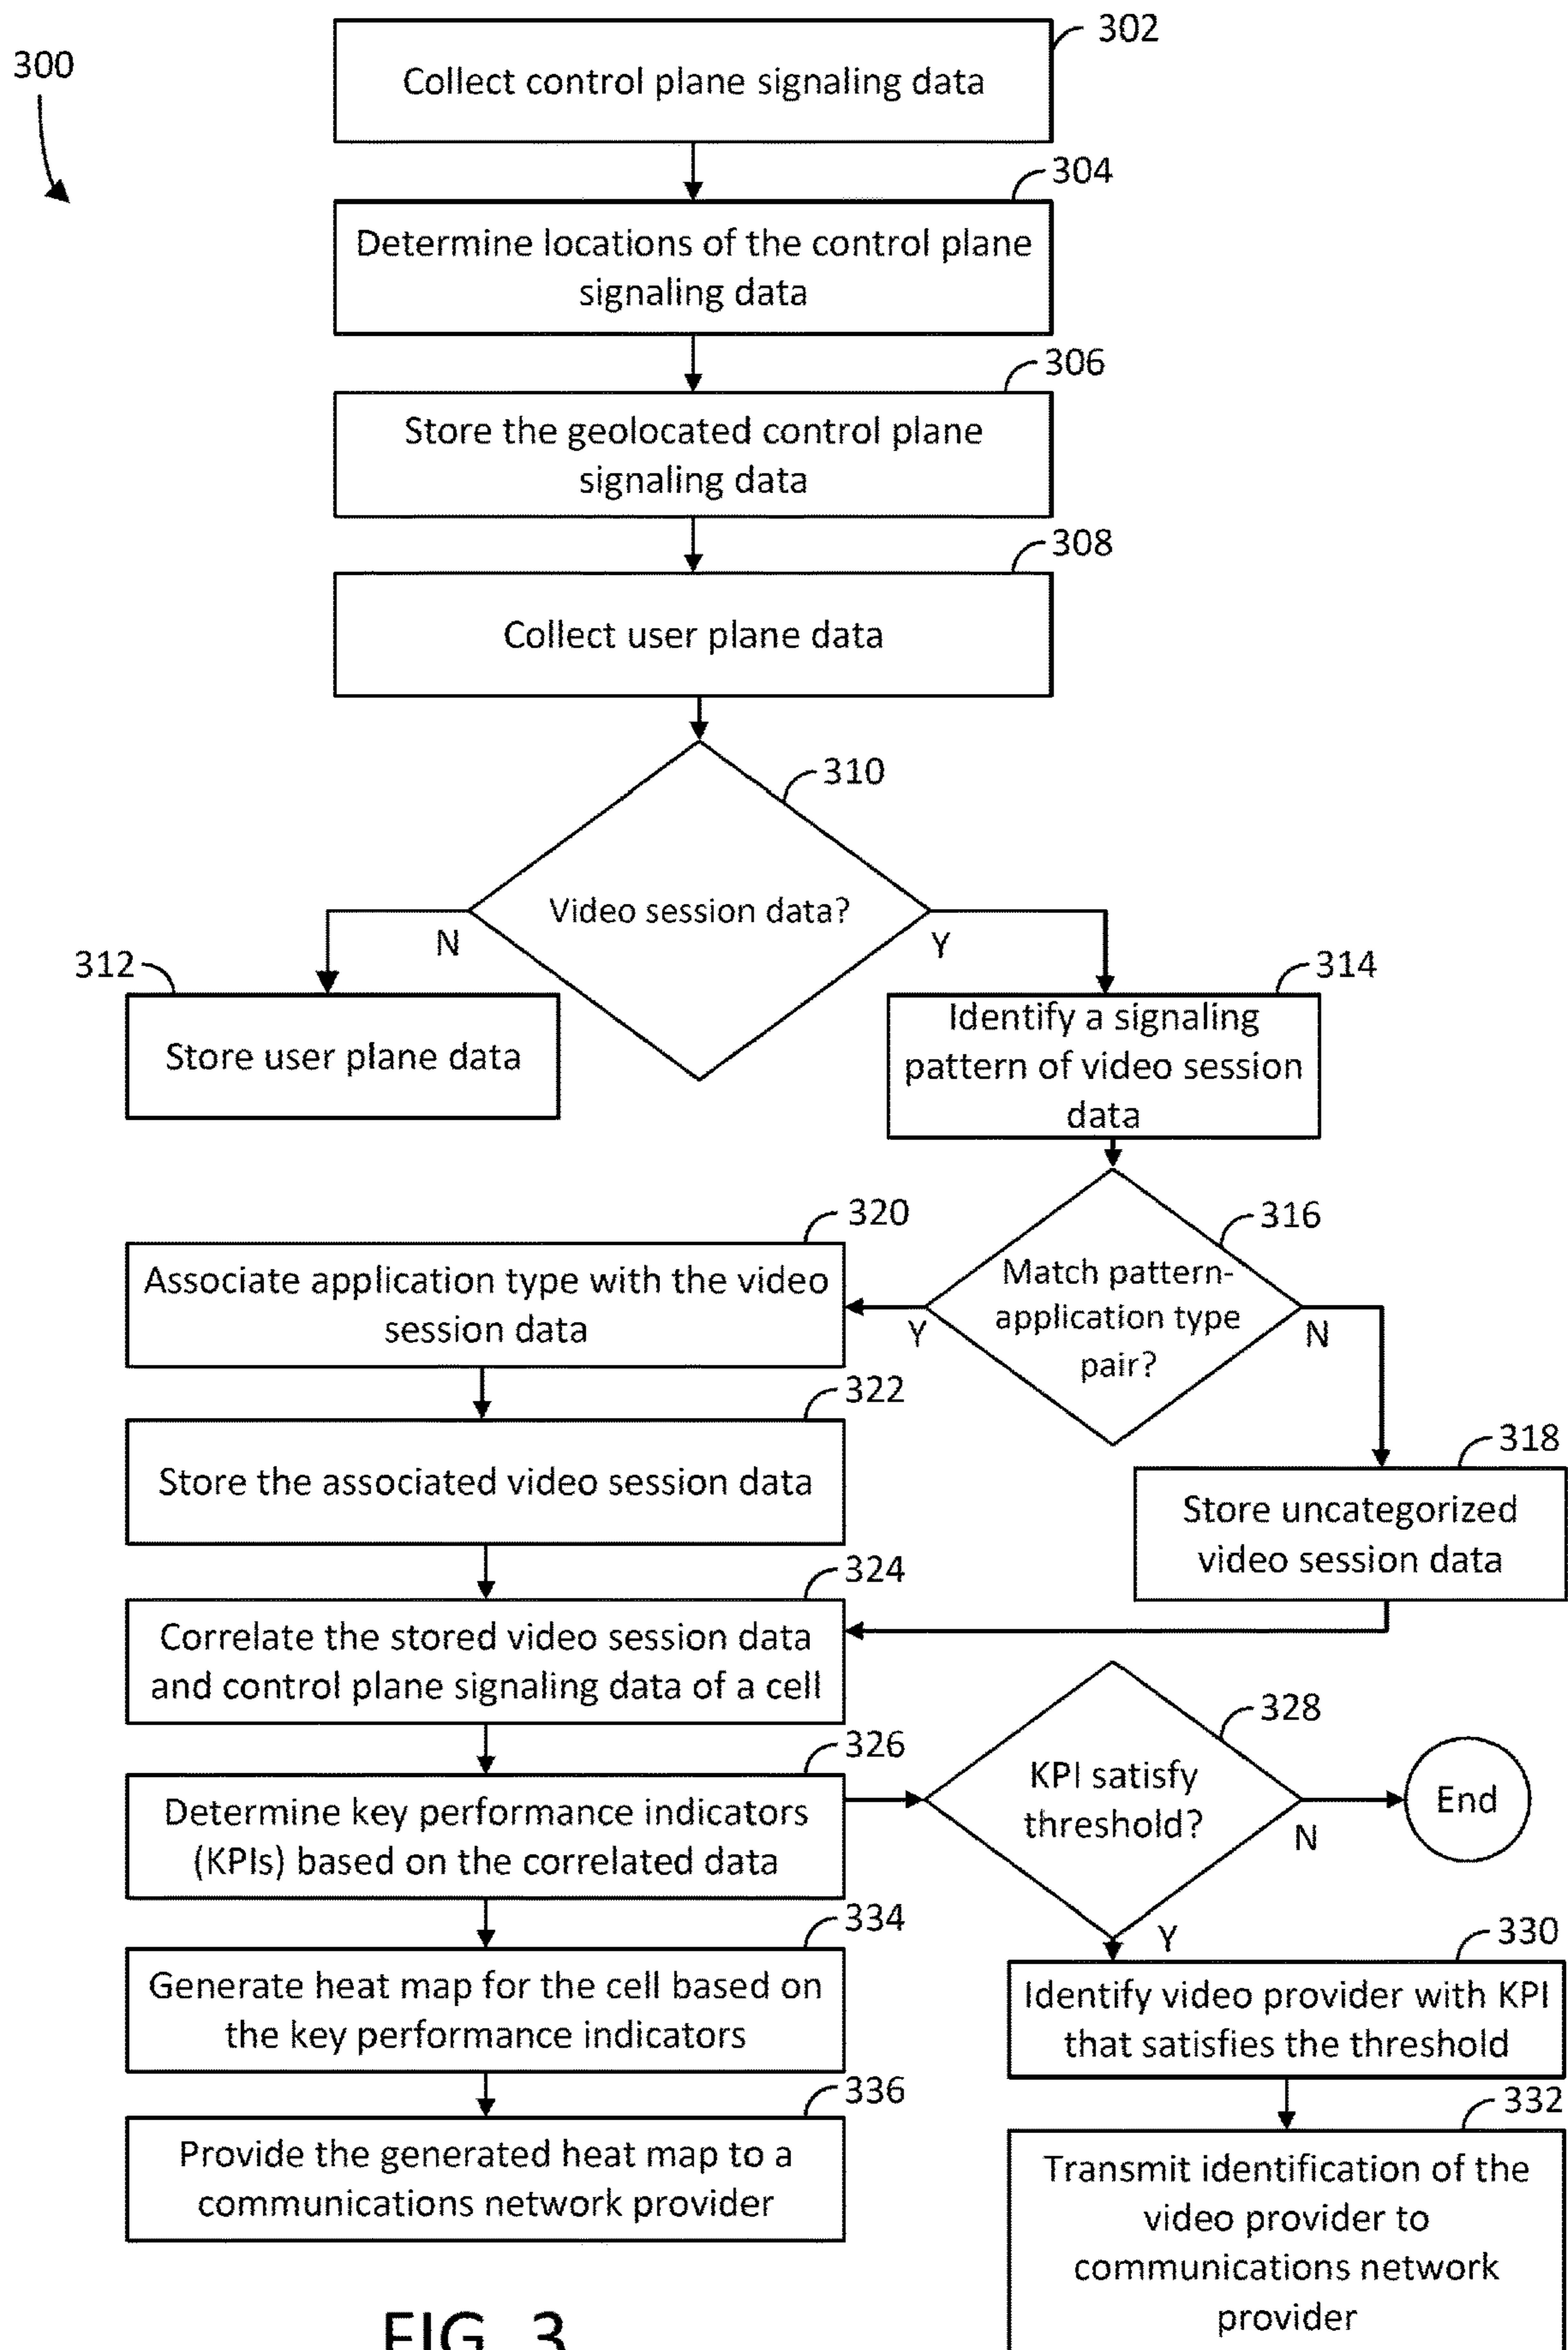 300
302
Collect control plane signaling data
304
Determine locations of the control plane
signaling data
306
Store the geolocated control plane
signaling data
308
Collect user plane data
310
Video session data?
N
Y
312
Store user plane data
314
Identify a signaling
pattern of video session
data
316
Match pattern-
application type
pair?
Y
N
320
Associate application type with the video
session data
322
Store the associated video session data
318
Store uncategorized
video session data
324
Correlate the stored video session data
and control plane signaling data of a cell
326
Determine key performance indicators
(KPIs) based on the correlated data
328
KPI satisfy
threshold?
N
End
Y
334
Generate heat map for the cell based on
the key performance indicators
330
Identify video provider with KPI
that satisfies the threshold
336
Provide the generated heat map to a
communications network provider
332
Transmit identification of the
video provider to
communications network
provider
FIG. 3